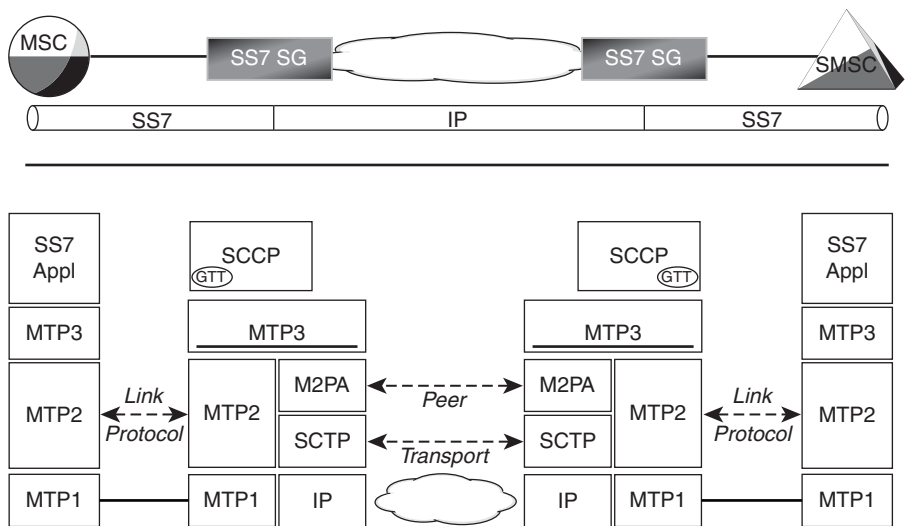 MSC
SS7 SG
SS7 SG
SMSC
SS7
IP
SS7
SS7
Appl
SCCP
GTT
SCCP
GTT
SS7
Appl
MTP3
MTP3
MTP3
MTP3
MTP2
Link
Protocol
MTP2
M2PA
Peer
M2PA
MTP2
Link
Protocol
MTP2
SCTP
Transport
SCTP
MTP1
MTP1
IP
IP
MTP1
MTP1